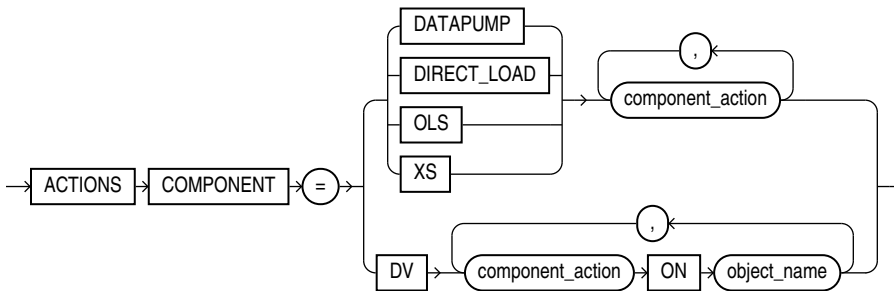 DATAPUMP
,
DIRECT_LOAD
component_action
OLS
XS
ACTIONS COMPONENT =
,
DV component_action ON object_name